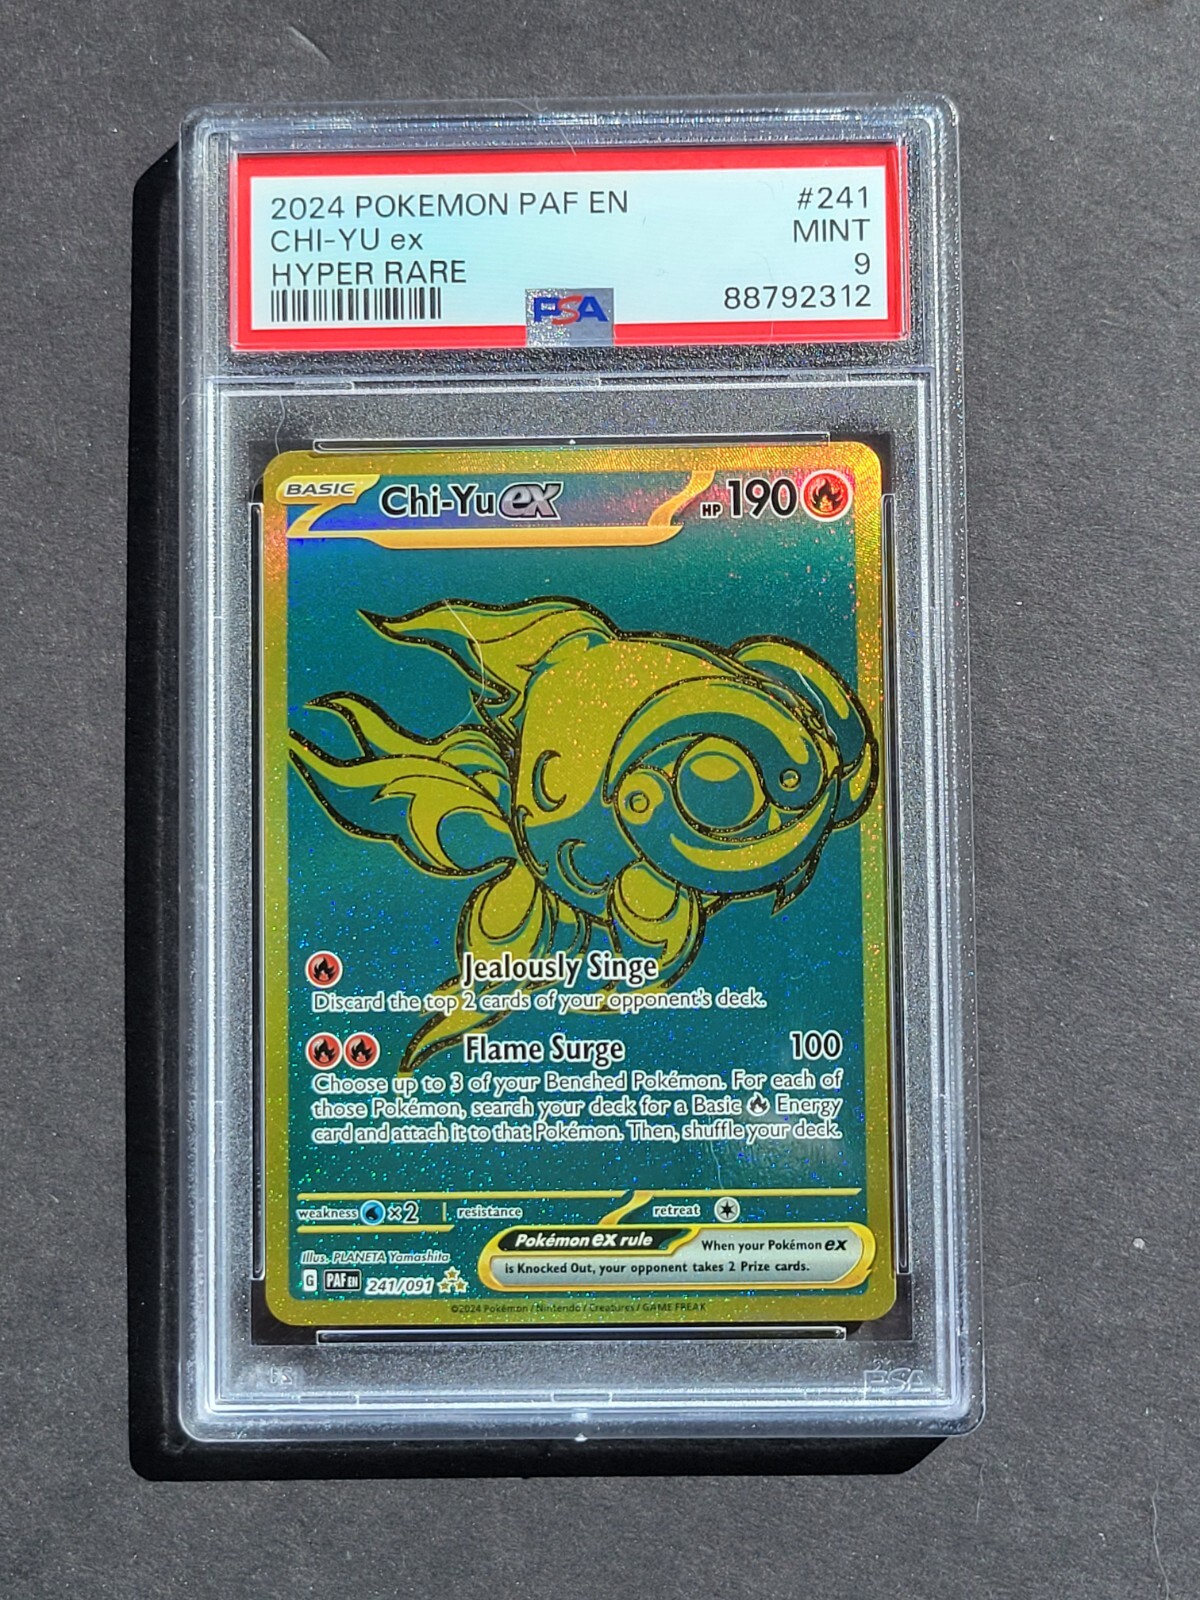 2024 POKEMON PAF EN #241
CHI-YU ex MINT
HYPER RARE 9
PSA 88792312
BASIC Chi-Yu ex HP 190
Jealously Singe
Discard the top 2 cards of your opponent's deck.
Flame Surge 100
Choose up to 3 of your Benched Pokémon. For each of
those Pokémon, search your deck for a Basic Energy
card and attach it to that Pokémon. Then, shuffle your deck.
weakness ×2 resistance retreat
Pokémon ex rule When your Pokémon ex
is Knocked Out, your opponent takes 2 Prize cards.
Illus. PLANETA Yamashita
G PAF EN 241/091
©2024 Pokémon / Nintendo / Creatures / GAME FREAK
PSA